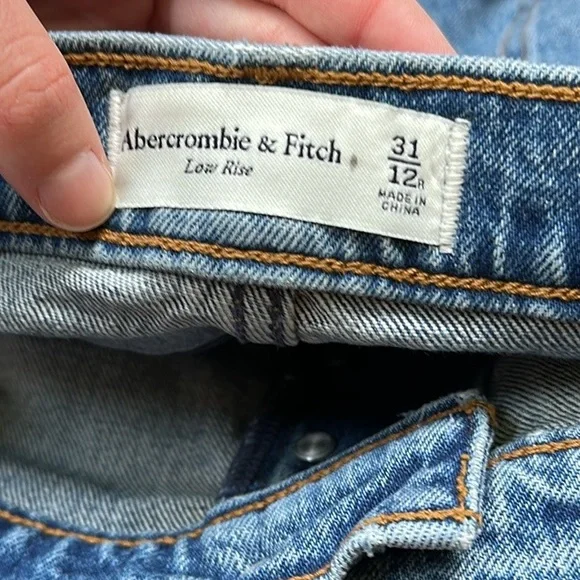 Abercrombie & Fitch
Low Rise
31
12R
MADE IN
CHINA